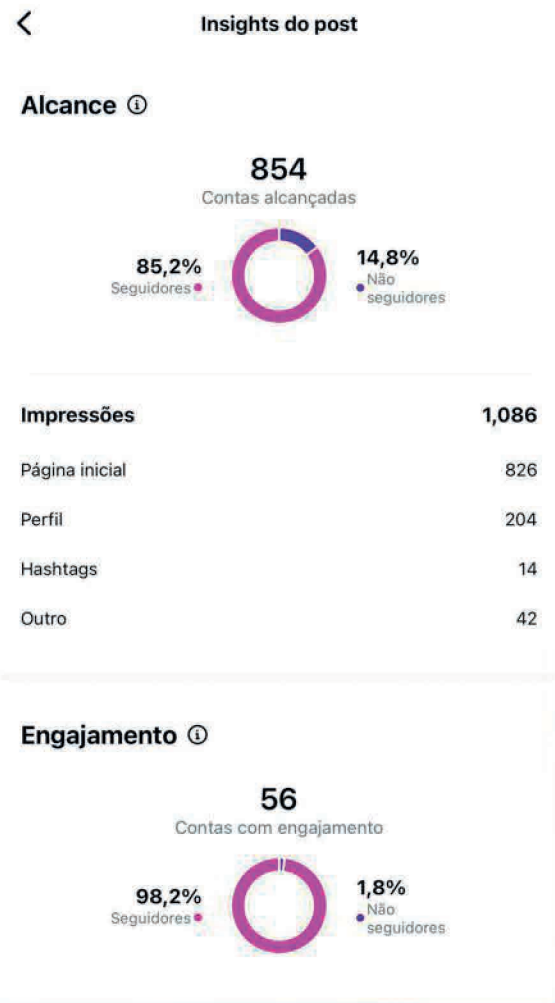 Insights do post
Alcance
854
Contas alcançadas
85,2%
Seguidores
14,8%
Não
seguidores
Impressões 1,086
Página inicial 826
Perfil 204
Hashtags 14
Outro 42
Engajamento
56
Contas com engajamento
98,2%
Seguidores
1,8%
Não
seguidores